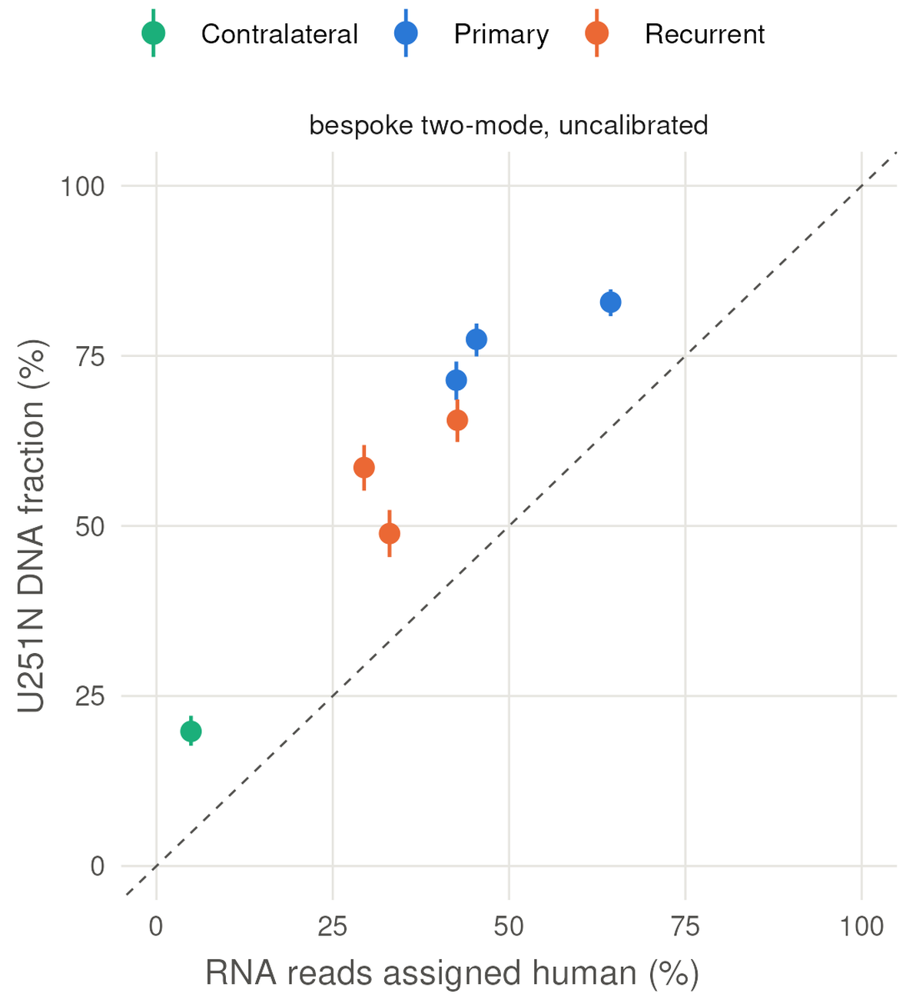 Contralateral Primary Recurrent
bespoke two-mode, uncalibrated
100
75
50
25
0
U251N DNA fraction (%)
0 25 50 75 100
RNA reads assigned human (%)